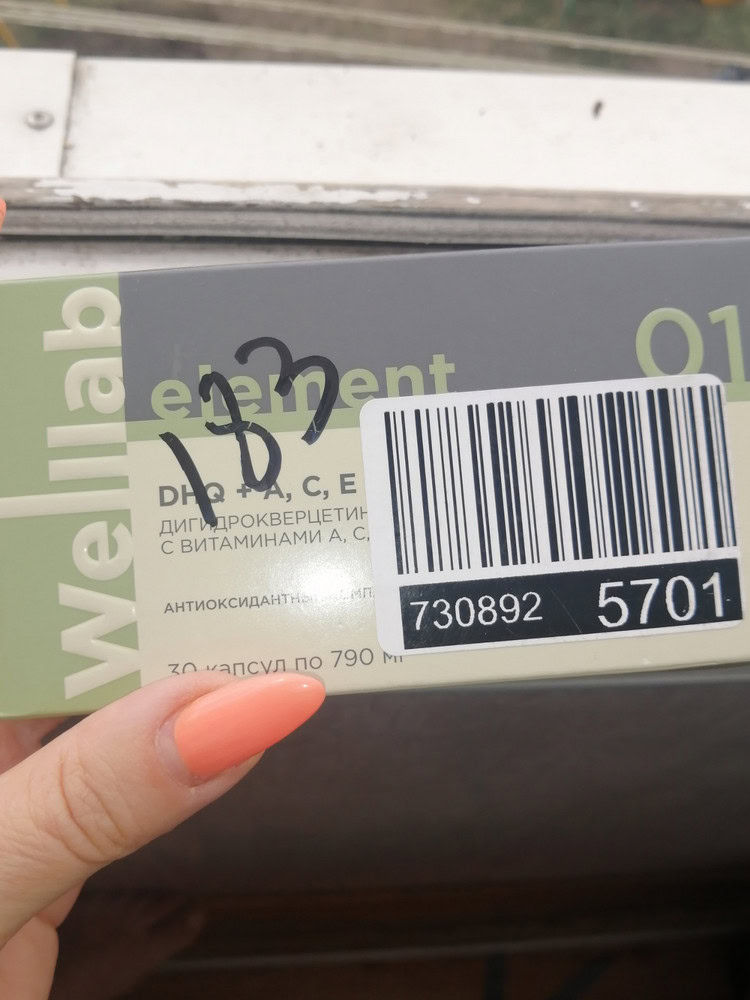 welllab
element 01
183
DHQ + A, C, E
ДИГИДРОКВЕРЦЕТИН
С ВИТАМИНАМИ А, С,
30 капсул по 790 мг
730892 5701